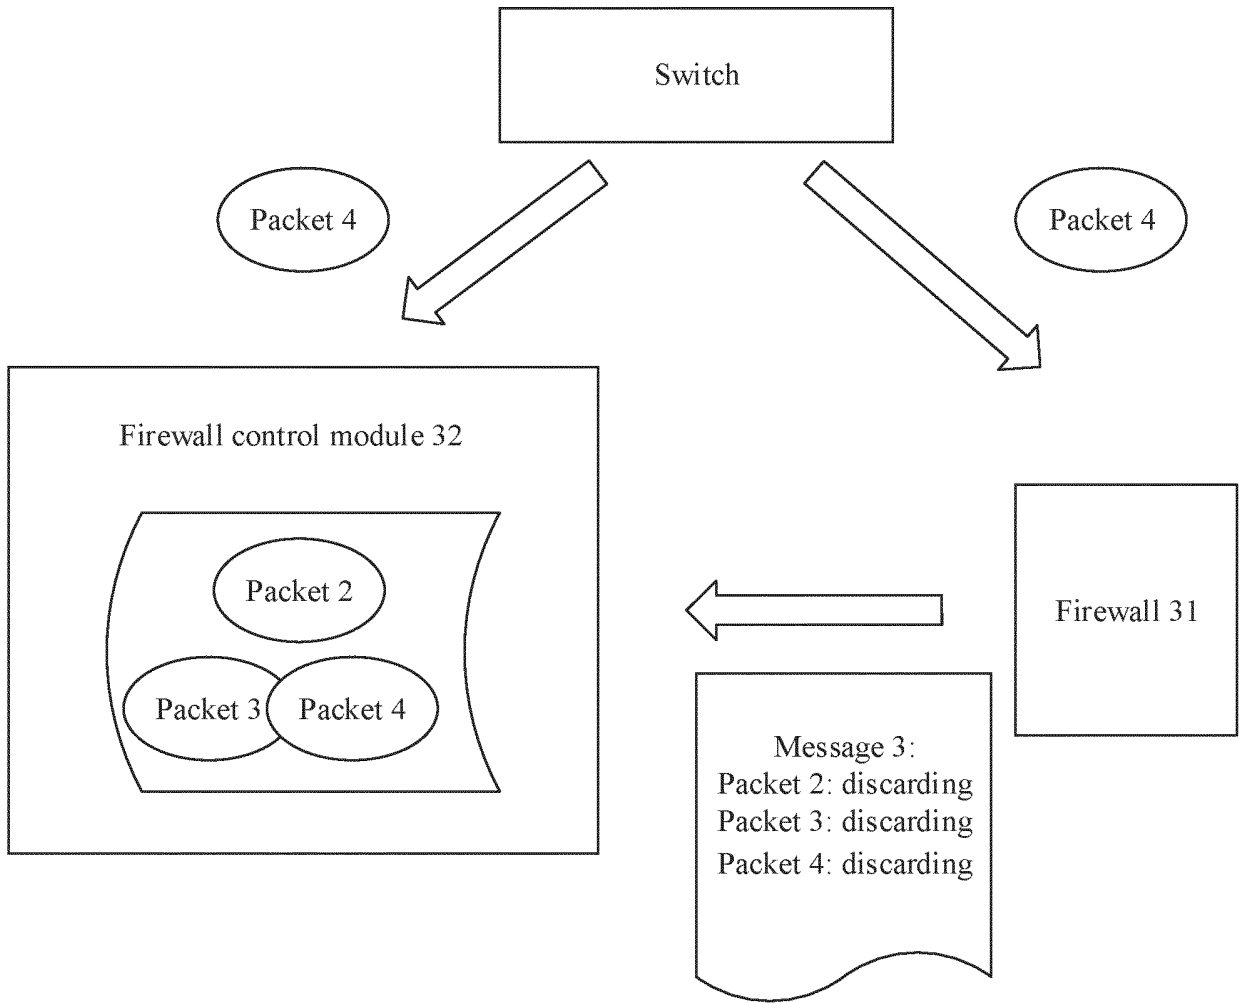 Switch
Packet 4
Packet 4
Firewall control module 32
Packet 2
Packet 3
Packet 4
Firewall 31
Message 3:
Packet 2: discarding
Packet 3: discarding
Packet 4: discarding